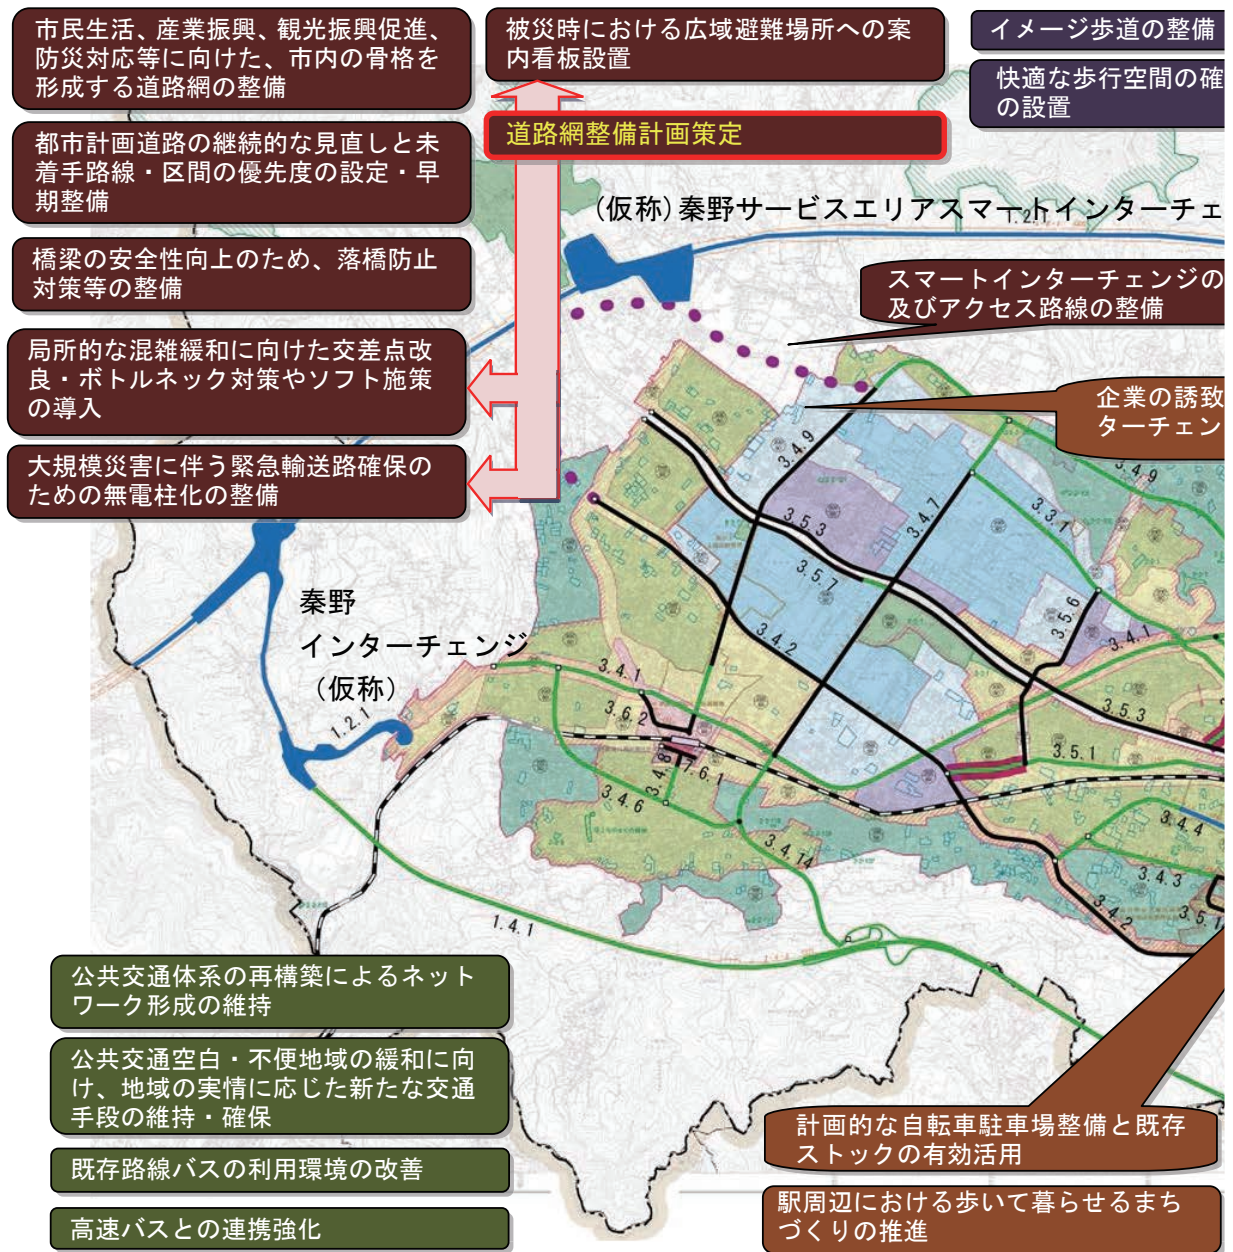 市民生活、産業振興、観光振興促進、
防災対応等に向けた、市内の骨格を
形成する道路網の整備
都市計画道路の継続的な見直しと未
着手路線・区間の優先度の設定・早
期整備
橋梁の安全性向上のため、落橋防止
対策等の整備
局所的な混雑緩和に向けた交差点改
良・ボトルネック対策やソフト施策
の導入
大規模災害に伴う緊急輸送路確保の
ための無電柱化の整備
被災時における広域避難場所への案
内看板設置
道路網整備計画策定
イメージ歩道の整備
快適な歩行空間の確
の設置
(仮称)秦野サービスエリアスマートインターチェ
1.2.1
スマートインターチェンジの
及びアクセス路線の整備
企業の誘致
ターチェン
3.4.9
3.4.9
3.4.7
3.3.1
3.5.3
3.5.7
3.5.6
3.4.2
3.4.1
秦野
インターチェンジ
(仮称)
3.4.1
3.6.2
1.2.1
3.5.3
3.5.1
3.4.8
7.6.1
3.4.6
3.4.4
3.4.14
3.4.3
3.4.2
3.5.1
1.4.1
公共交通体系の再構築によるネット
ワーク形成の維持
公共交通空白・不便地域の緩和に向
け、地域の実情に応じた新たな交通
手段の維持・確保
既存路線バスの利用環境の改善
高速バスとの連携強化
計画的な自転車駐車場整備と既存
ストックの有効活用
駅周辺における歩いて暮らせるまち
づくりの推進